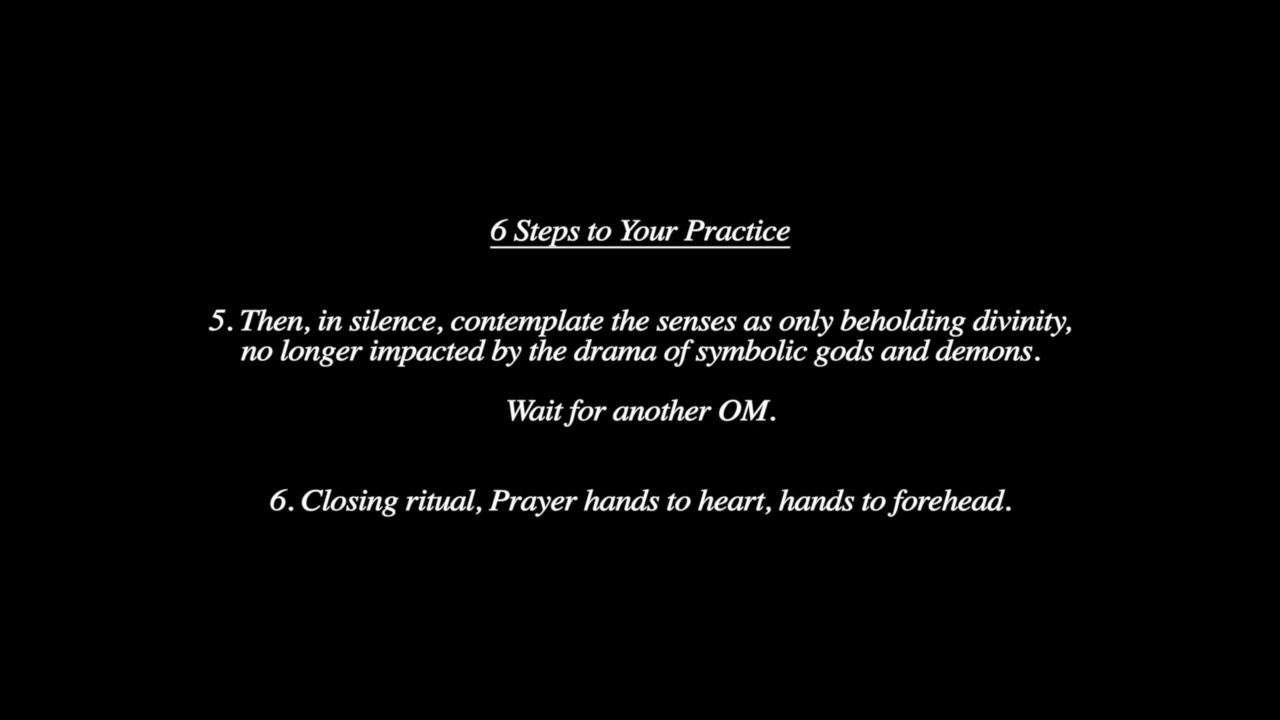 6 Steps to Your Practice
5. Then, in silence, contemplate the senses as only beholding divinity,
no longer impacted by the drama of symbolic gods and demons.
Wait for another OM.
6. Closing ritual, Prayer hands to heart, hands to forehead.